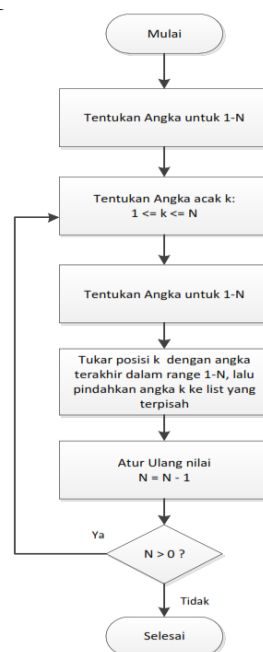 Mulai
Tentukan Angka untuk 1-N
Tentukan Angka acak k:
1 <= k <= N
Tentukan Angka untuk 1-N
Tukar posisi k dengan angka
terakhir dalam range 1-N, lalu
pindahkan angka k ke list yang
terpisah
Atur Ulang nilai
N = N - 1
Ya
N > 0 ?
Tidak
Selesai